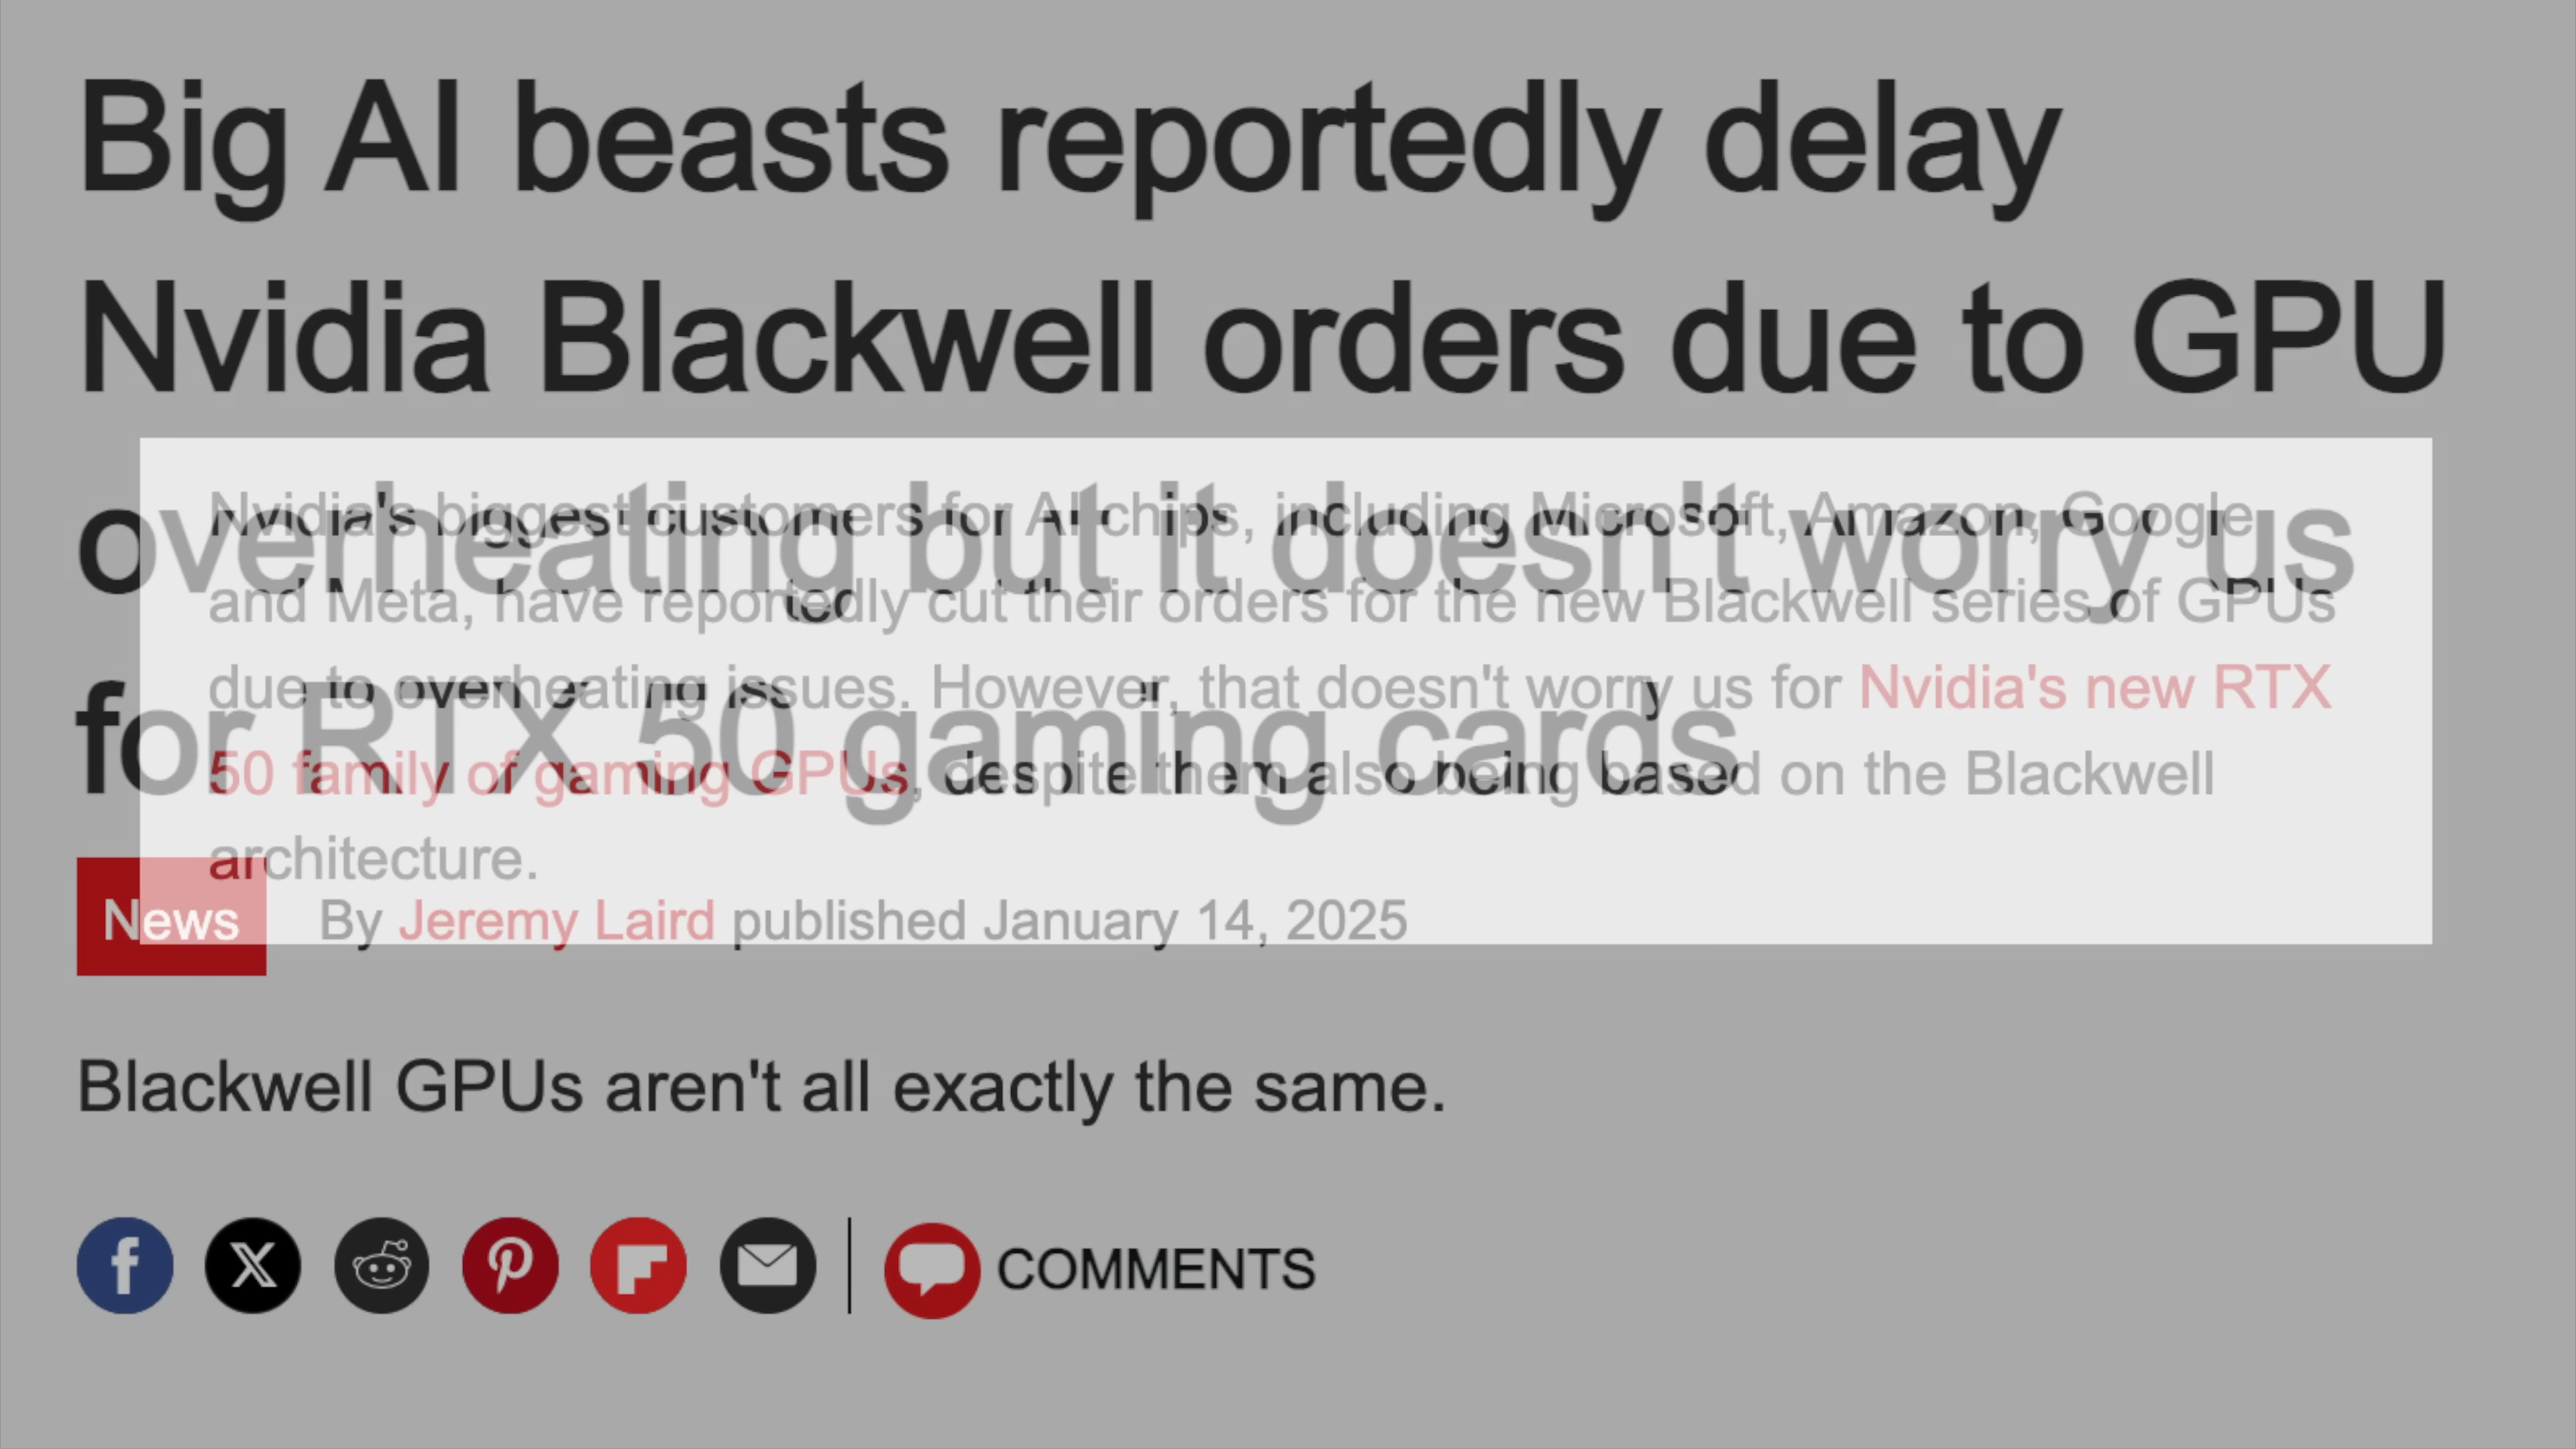 Big AI beasts reportedly delay
Nvidia Blackwell orders due to GPU
overheating but it doesn't worry us
for RTX 50 gaming cards
Nvidia's biggest customers for AI chips, including Microsoft, Amazon, Google
and Meta, have reportedly cut their orders for the new Blackwell series of GPUs
due to overheating issues. However, that doesn't worry us for Nvidia's new RTX
50 family of gaming GPUs, despite them also being based on the Blackwell
architecture.
News By Jeremy Laird published January 14, 2025
Blackwell GPUs aren't all exactly the same.
COMMENTS